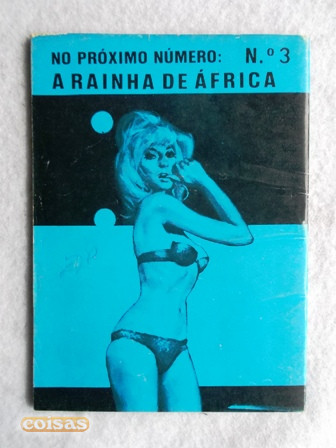 NO PRÓXIMO NÚMERO: N.º 3
A RAINHA DE ÁFRICA
coisas